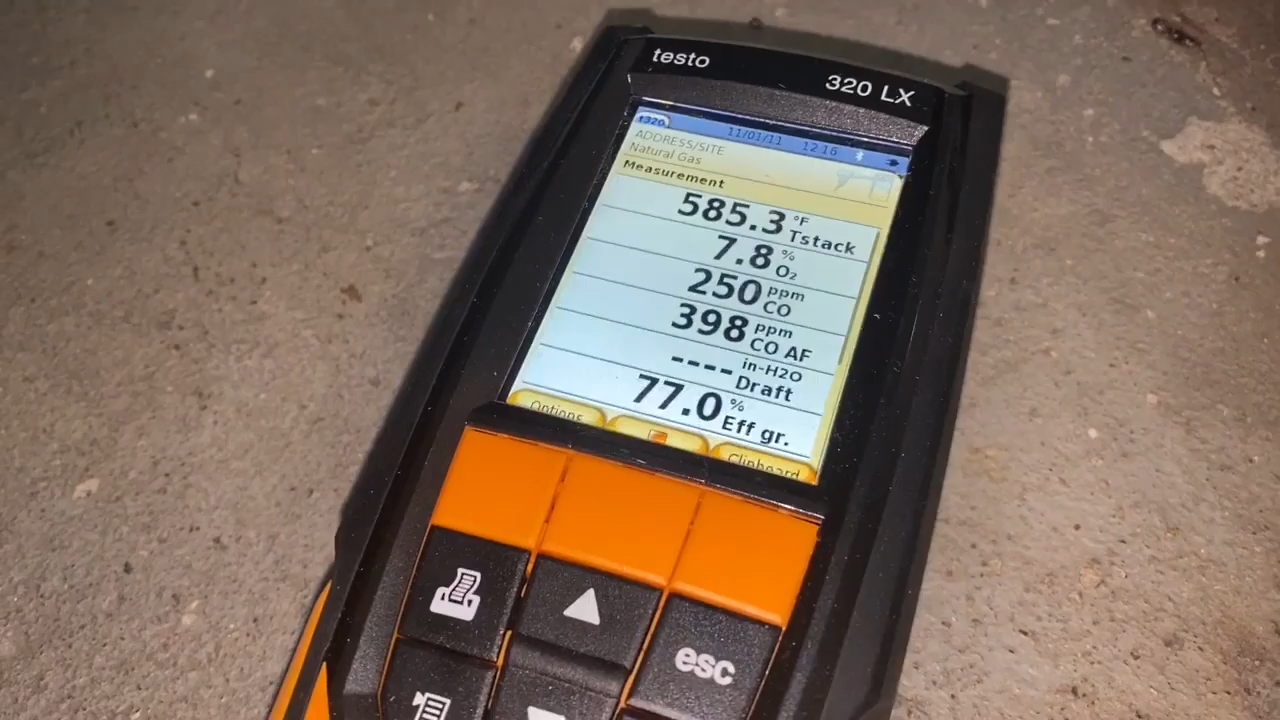 testo
320 LX
t320 11/01/11 12:16
ADDRESS/SITE
Natural Gas
Measurement
585.3 °F Tstack
7.8 % O₂
250 ppm CO
398 ppm CO AF
---- in-H2O Draft
77.0 % Eff gr.
Options Clipboard
esc